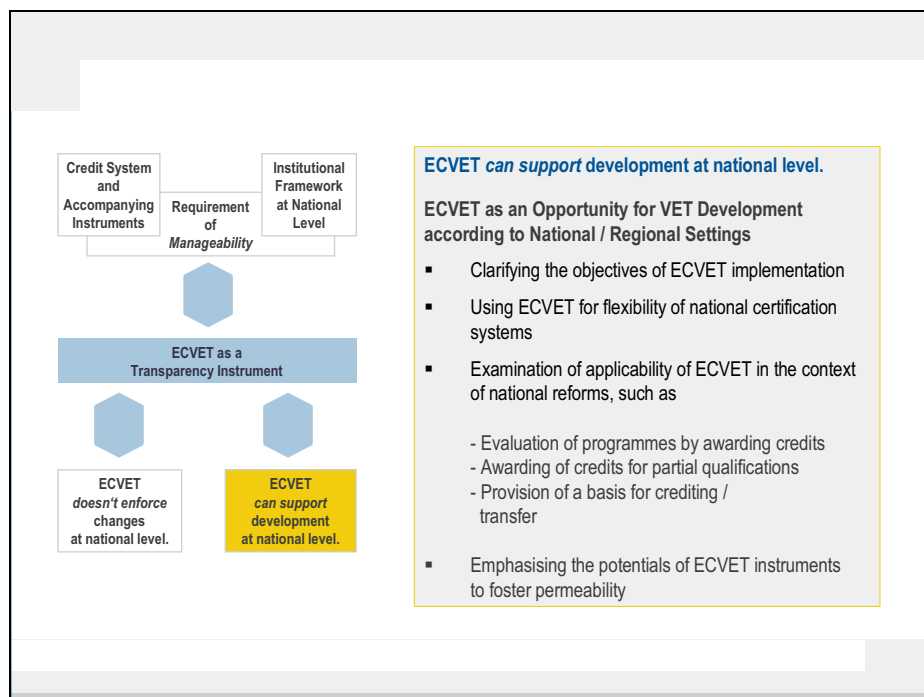 Credit System
and
Accompanying
Instruments
Requirement
of
Manageability
Institutional
Framework
at National
Level
ECVET as a
Transparency Instrument
ECVET
doesn't enforce
changes
at national level.
ECVET
can support
development
at national level.
ECVET can support development at national level.
ECVET as an Opportunity for VET Development
according to National / Regional Settings
▪ Clarifying the objectives of ECVET implementation
▪ Using ECVET for flexibility of national certification
systems
▪ Examination of applicability of ECVET in the context
of national reforms, such as
- Evaluation of programmes by awarding credits
- Awarding of credits for partial qualifications
- Provision of a basis for crediting /
transfer
▪ Emphasising the potentials of ECVET instruments
to foster permeability